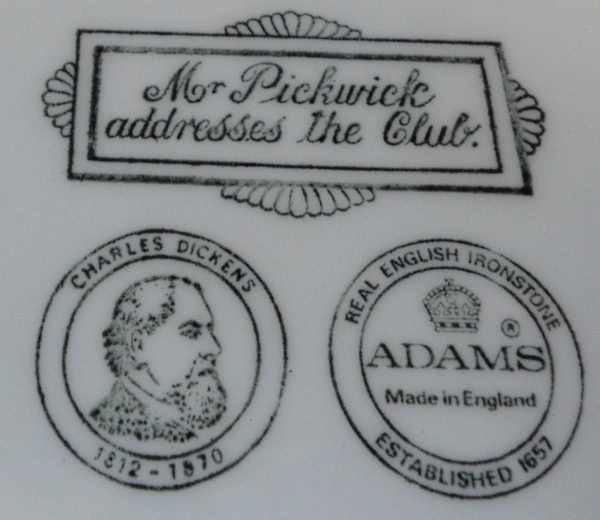 Mr Pickwick
addresses the Club.
CHARLES DICKENS
1812-1870
REAL ENGLISH IRONSTONE
®
ADAMS
Made in England
ESTABLISHED 1657